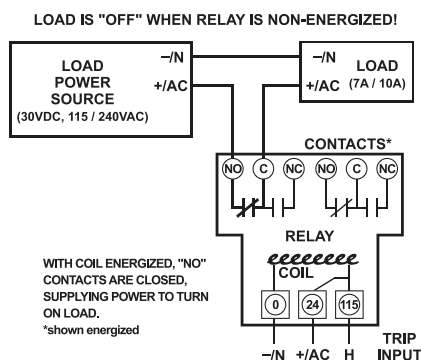 LOAD IS "OFF" WHEN RELAY IS NON-ENERGIZED!
LOAD
POWER
SOURCE
(30VDC, 115 / 240VAC)
–/N
+/AC
–/N
+/AC
LOAD
(7A / 10A)
CONTACTS*
NO C NC NO C NC
RELAY
COIL
0 24 115
WITH COIL ENERGIZED, "NO"
CONTACTS ARE CLOSED,
SUPPLYING POWER TO TURN
ON LOAD.
*shown energized
–/N +/AC H
TRIP
INPUT